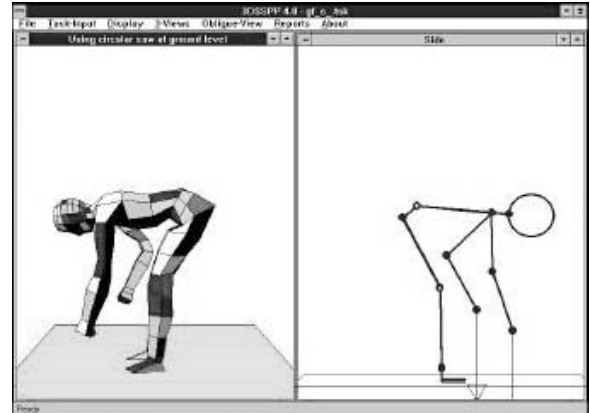 3DSSPP 4.0 -
File Task-Input Display 3-Views Oblique-View Reports About
Using circular saw at ground level
Side
Ready